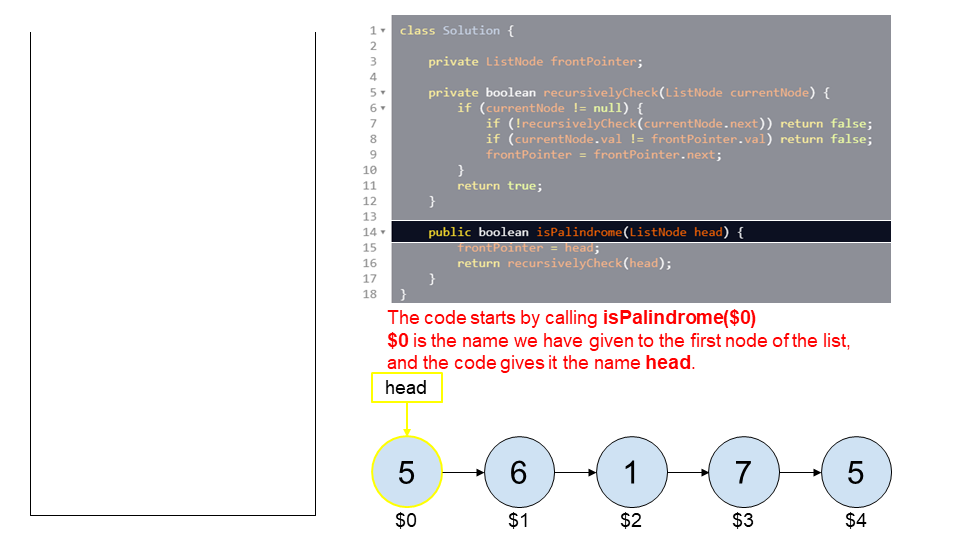 1 class Solution {
2
3     private ListNode frontPointer;
4
5     private boolean recursivelyCheck(ListNode currentNode) {
6         if (currentNode != null) {
7             if (!recursivelyCheck(currentNode.next)) return false;
8             if (currentNode.val != frontPointer.val) return false;
9             frontPointer = frontPointer.next;
10         }
11         return true;
12     }
13
14     public boolean isPalindrome(ListNode head) {
15         frontPointer = head;
16         return recursivelyCheck(head);
17     }
18 }
The code starts by calling isPalindrome($0)
$0 is the name we have given to the first node of the list,
and the code gives it the name head.
head
5 6 1 7 5
$0 $1 $2 $3 $4